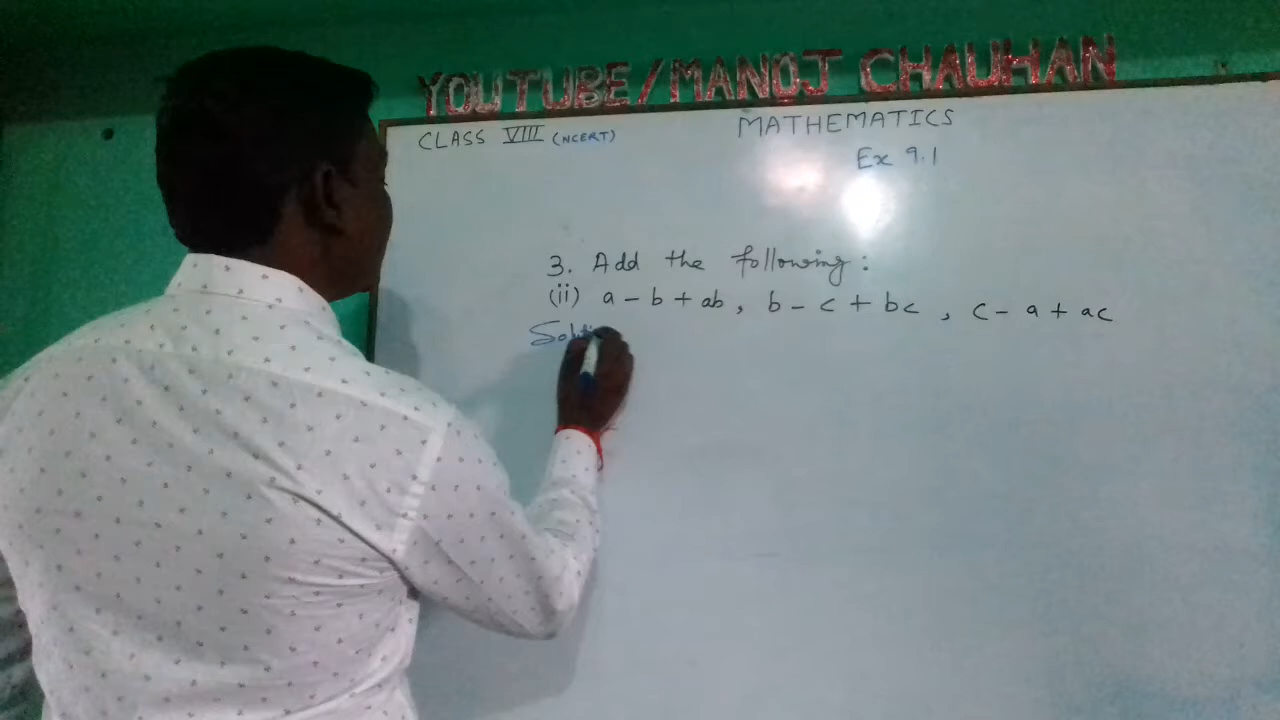 YOUTUBE/MANOJ CHAUHAN
CLASS VIII (NCERT)
MATHEMATICS
Ex 9.1
3. Add the following:
(ii) a - b + ab, b - c + bc, c - a + ac